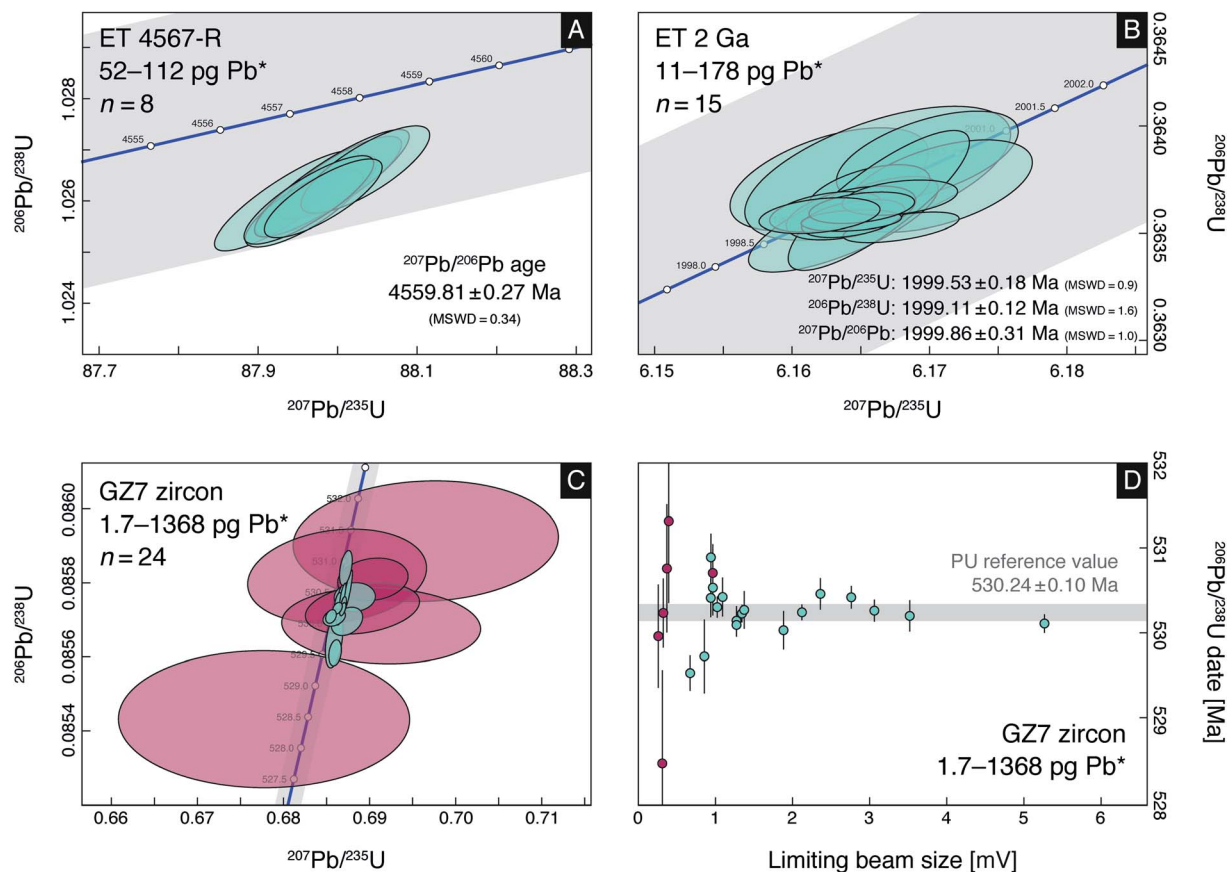 A
ET 4567-R
52–112 pg Pb*
n = 8
4555
4556
4557
4558
4559
4560
²⁰⁷Pb/²⁰⁶Pb age
4559.81 ± 0.27 Ma
(MSWD = 0.34)
1.028
1.026
1.024
²⁰⁶Pb/²³⁸U
87.7
87.9
88.1
88.3
²⁰⁷Pb/²³⁵U
B
ET 2 Ga
11–178 pg Pb*
n = 15
2002.0
2001.5
2001.0
1998.5
1998.0
²⁰⁷Pb/²³⁵U: 1999.53 ± 0.18 Ma (MSWD = 0.9)
²⁰⁶Pb/²³⁸U: 1999.11 ± 0.12 Ma (MSWD = 1.6)
²⁰⁷Pb/²⁰⁶Pb: 1999.86 ± 0.31 Ma (MSWD = 1.0)
0.3645
0.3640
0.3635
0.3630
²⁰⁶Pb/²³⁸U
6.15
6.16
6.17
6.18
²⁰⁷Pb/²³⁵U
C
GZ7 zircon
1.7–1368 pg Pb*
n = 24
532.0
531.0
529.0
528.5
528.0
527.5
0.0860
0.0858
0.0856
0.0854
²⁰⁶Pb/²³⁸U
0.66
0.67
0.68
0.69
0.70
0.71
²⁰⁷Pb/²³⁵U
D
PU reference value
530.24 ± 0.10 Ma
GZ7 zircon
1.7–1368 pg Pb*
532
531
530
529
528
²⁰⁶Pb/²³⁸U date [Ma]
0
1
2
3
4
5
6
Limiting beam size [mV]